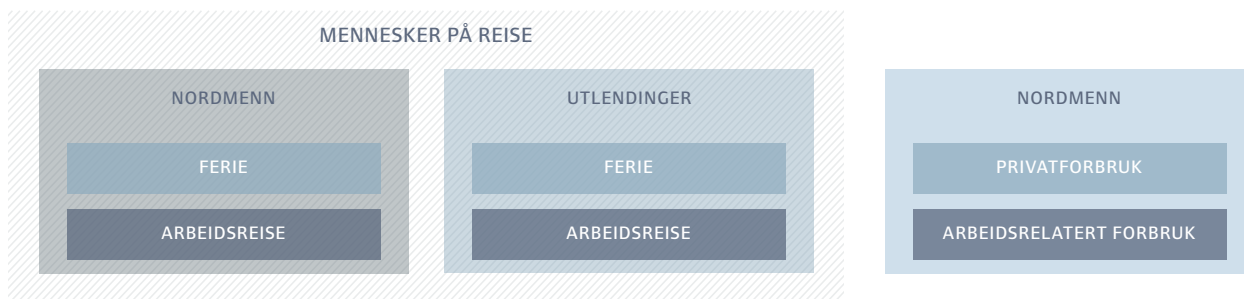 MENNESKER PÅ REISE
NORDMENN
FERIE
ARBEIDSREISE
UTLENDINGER
FERIE
ARBEIDSREISE
NORDMENN
PRIVATFORBRUK
ARBEIDSRELATERT FORBRUK